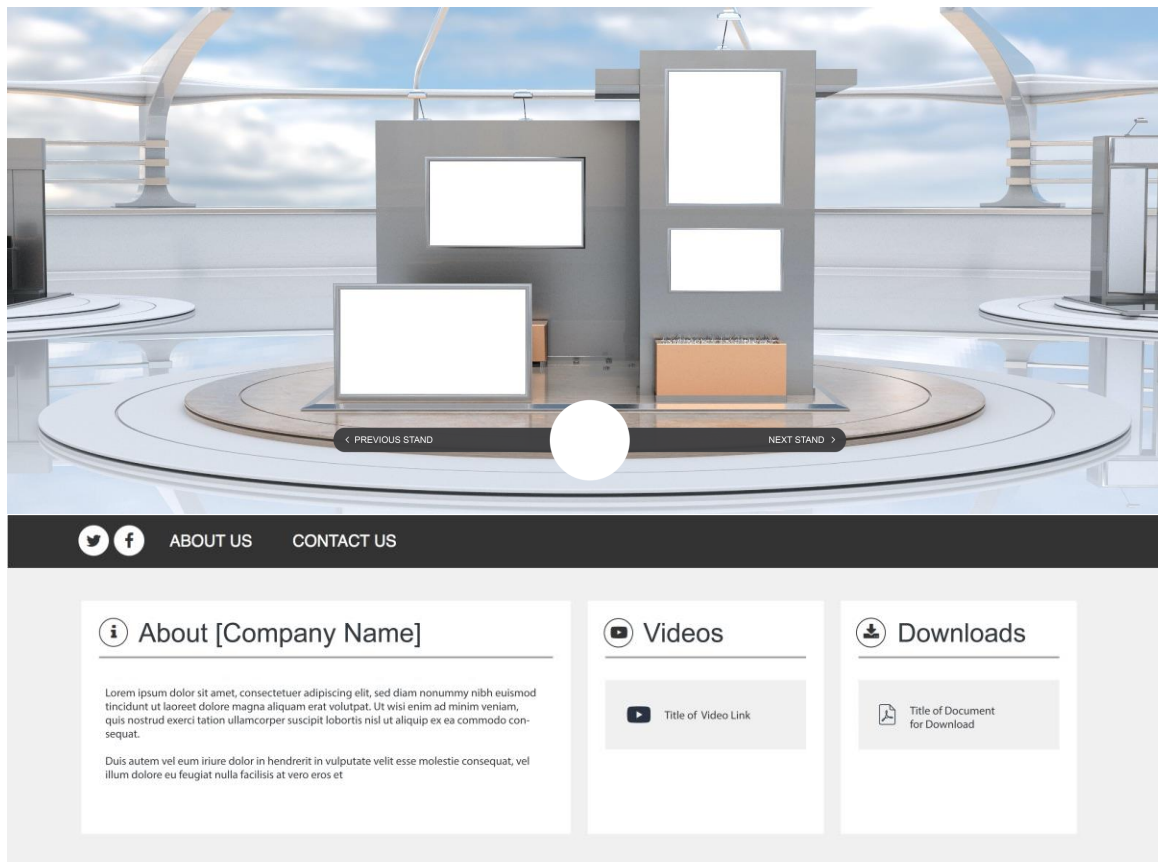 PREVIOUS STAND
NEXT STAND
ABOUT US
CONTACT US
About [Company Name]
Lorem ipsum dolor sit amet, consectetuer adipiscing elit, sed diam nonummy nibh euismod
tincidunt ut laoreet dolore magna aliquam erat volutpat. Ut wisi enim ad minim veniam,
quis nostrud exerci tation ullamcorper suscipit lobortis nisl ut aliquip ex ea commodo con-
sequat.
Duis autem vel eum iriure dolor in hendrerit in vulputate velit esse molestie consequat, vel
illum dolore eu feugiat nulla facilisis at vero eros et
Videos
Title of Video Link
Downloads
Title of Document
for Download